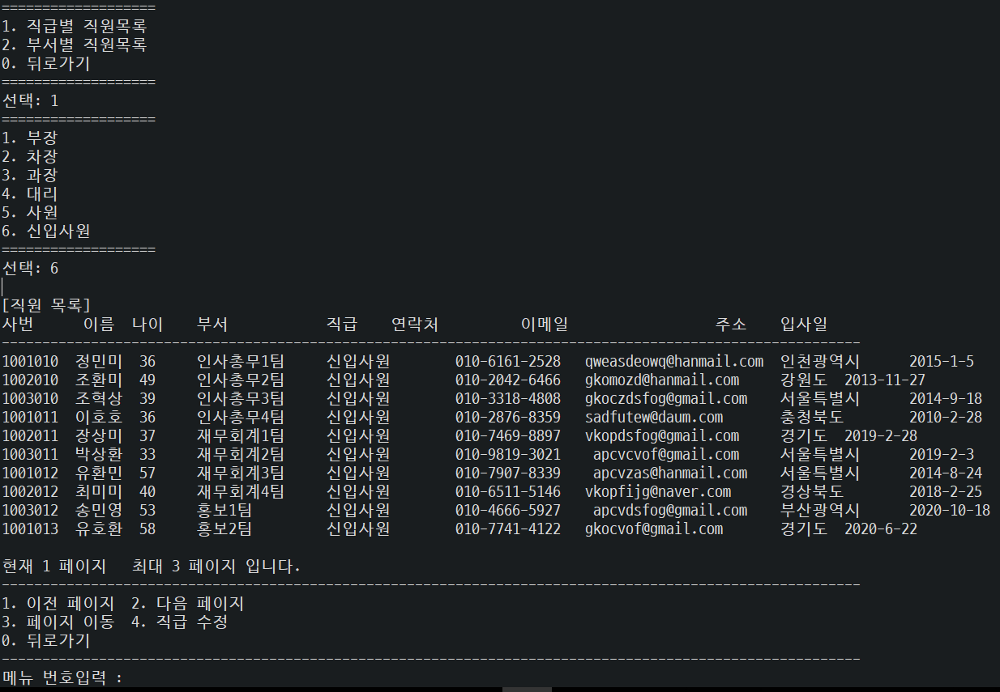 ===================
1. 직급별 직원목록
2. 부서별 직원목록
0. 뒤로가기
===================
선택: 1
===================
1. 부장
2. 차장
3. 과장
4. 대리
5. 사원
6. 신입사원
===================
선택: 6
[직원 목록]
사번 이름 나이 부서 직급 연락처 이메일 주소 입사일
----------------------------------------------------------------------------------------------------------
1001010 정민미 36 인사총무1팀 신입사원 010-6161-2528 qweasdeowq@hanmail.com 인천광역시 2015-1-5
1002010 조환미 49 인사총무2팀 신입사원 010-2042-6466 gkomozd@hanmail.com 강원도 2013-11-27
1003010 조혁상 39 인사총무3팀 신입사원 010-3318-4808 gkoczdsfog@gmail.com 서울특별시 2014-9-18
1001011 이호호 36 인사총무4팀 신입사원 010-2876-8359 sadfutew@daum.com 충청북도 2010-2-28
1002011 장상미 37 재무회계1팀 신입사원 010-7469-8897 vkopdsfog@gmail.com 경기도 2019-2-28
1003011 박상환 33 재무회계2팀 신입사원 010-9819-3021 apcvcvof@gmail.com 서울특별시 2019-2-3
1001012 유환민 57 재무회계3팀 신입사원 010-7907-8339 apcvzas@hanmail.com 서울특별시 2014-8-24
1002012 최미미 40 재무회계4팀 신입사원 010-6511-5146 vkopfijg@naver.com 경상북도 2018-2-25
1003012 송민영 53 홍보1팀 신입사원 010-4666-5927 apcvdsfog@gmail.com 부산광역시 2020-10-18
1001013 유호환 58 홍보2팀 신입사원 010-7741-4122 gkocvof@gmail.com 경기도 2020-6-22
현재 1 페이지 최대 3 페이지 입니다.
----------------------------------------------------------------------------------------------------------
1. 이전 페이지 2. 다음 페이지
3. 페이지 이동 4. 직급 수정
0. 뒤로가기
----------------------------------------------------------------------------------------------------------
메뉴 번호입력 :